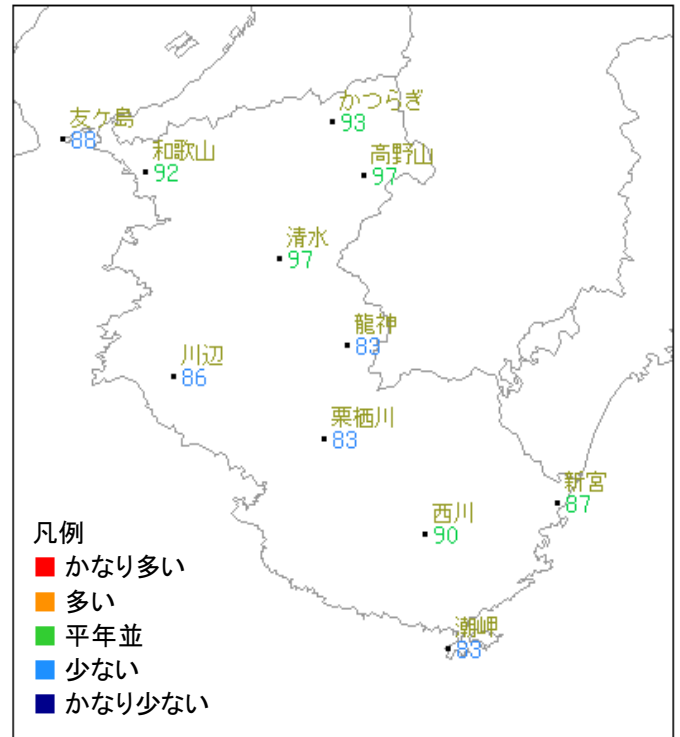 かつらぎ
93
友ケ島
88
和歌山
92
高野山
97
清水
97
龍神
83
川辺
86
栗栖川
83
新宮
87
西川
90
潮岬
83
凡例
かなり多い
多い
平年並
少ない
かなり少ない